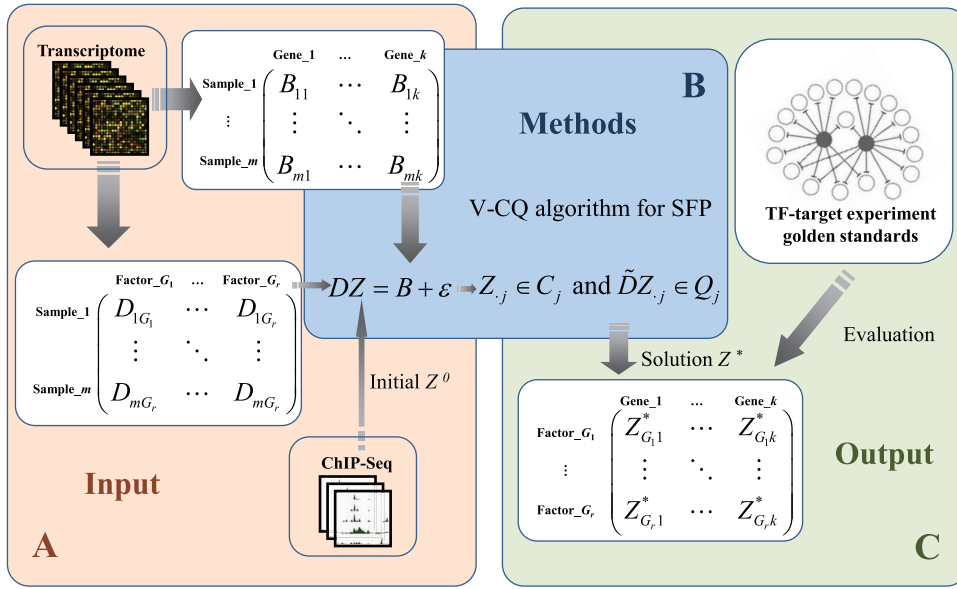 Transcriptome
Gene_1 ... Gene_k
Sample_1 B11 ⋯ B1k
⋮ ⋮ ⋱ ⋮
Sample_m Bm1 ⋯ Bmk
B
Methods
V-CQ algorithm for SFP
TF-target experiment
golden standards
Factor_G1 ... Factor_Gr
Sample_1 D1G1 ⋯ D1Gr
⋮ ⋮ ⋱ ⋮
Sample_m DmGr ⋯ DmGr
DZ = B + ε
Z·j ∈ Cj and D̃Z·j ∈ Qj
Initial Z⁰
Solution Z*
Evaluation
ChIP-Seq
Input
A
Gene_1 ... Gene_k
Factor_G1 Z*G11 ⋯ Z*G1k
⋮ ⋮ ⋱ ⋮
Factor_Gr Z*Gr1 ⋯ Z*Grk
Output
C